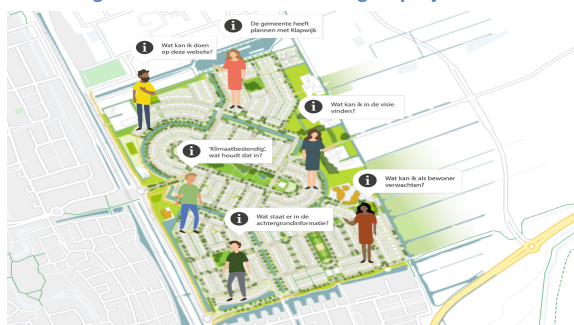 De gemeente heeft
plannen met Klapwijk
Wat kan ik doen
op deze website?
Wat kan ik in de visie
vinden?
'Klimaatbestendig',
wat houdt dat in?
Wat kan ik als bewoner
verwachten?
Wat staat er in de
achtergrondinformatie?